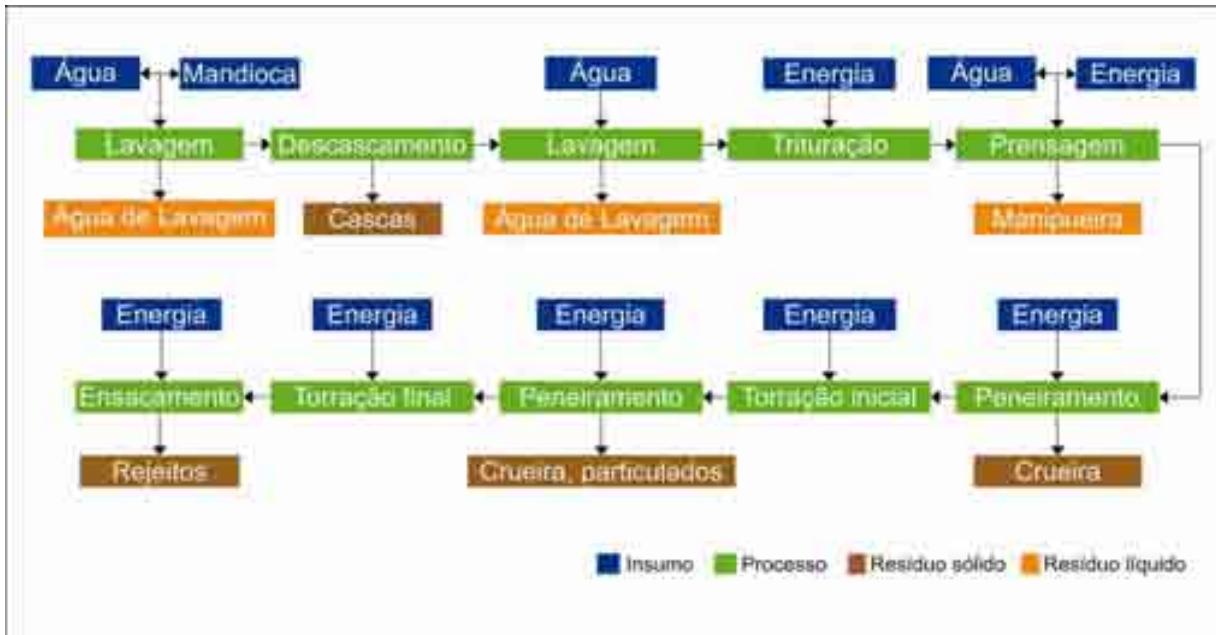 Água Mandioca Água Energia Água Energia
Lavagem Descascamento Lavagem Trituração Prensagem
Água de Lavagem Cascas Água de Lavagem Manipueira
Energia Energia Energia Energia Energia
Ensacamento Torração final Peneiramento Torração inicial Peneiramento
Rejeitos Crueira, particulados Crueira
Insumo Processo Resíduo sólido Resíduo líquido